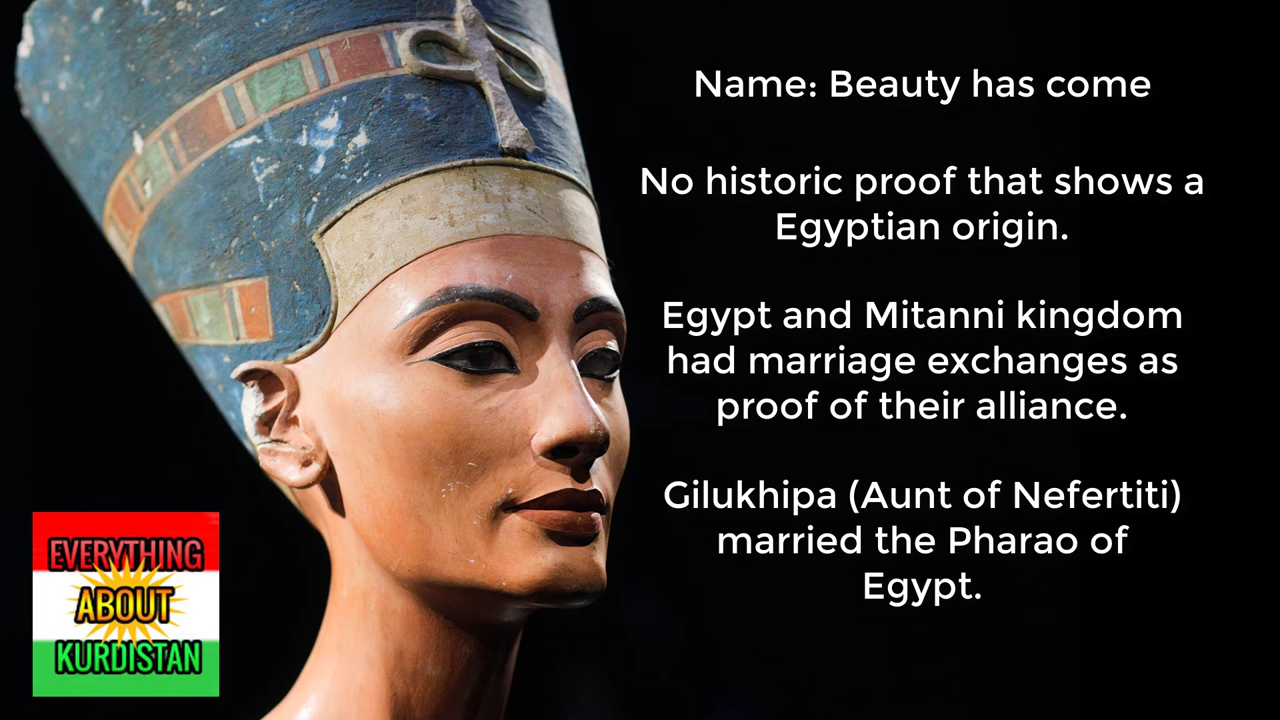 Name: Beauty has come
No historic proof that shows a
Egyptian origin.
Egypt and Mitanni kingdom
had marriage exchanges as
proof of their alliance.
Gilukhipa (Aunt of Nefertiti)
married the Pharao of
Egypt.
EVERYTHING
ABOUT
KURDISTAN